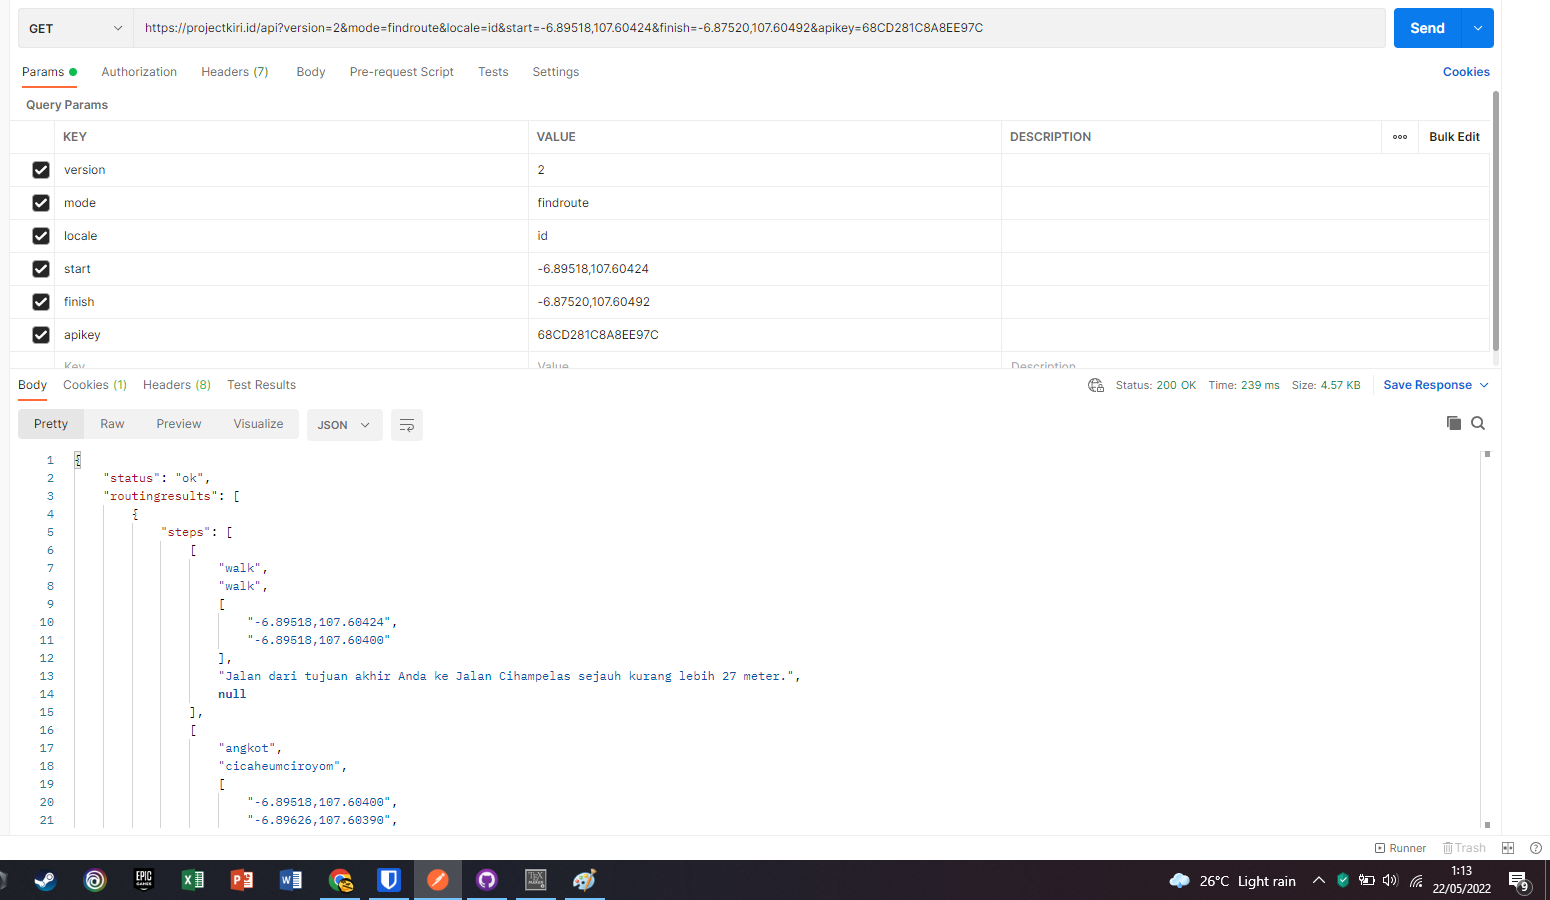 GET https://projectkiri.id/api?version=2&mode=findroute&locale=id&start=-6.89518,107.60424&finish=-6.87520,107.60492&apikey=68CD281C8A8EE97C Send
Params Authorization Headers (7) Body Pre-request Script Tests Settings Cookies
Query Params
KEY VALUE DESCRIPTION ooo Bulk Edit
version 2
mode findroute
locale id
start -6.89518,107.60424
finish -6.87520,107.60492
apikey 68CD281C8A8EE97C
Key Value Description
Body Cookies (1) Headers (8) Test Results Status: 200 OK Time: 239 ms Size: 4.57 KB Save Response
Pretty Raw Preview Visualize JSON
1 {
2 "status": "ok",
3 "routingresults": [
4 {
5 "steps": [
6 [
7 "walk",
8 "walk",
9 [
10 "-6.89518,107.60424",
11 "-6.89518,107.60400"
12 ],
13 "Jalan dari tujuan akhir Anda ke Jalan Cihampelas sejauh kurang lebih 27 meter.",
14 null
15 ],
16 [
17 "angkot",
18 "cicaheumciroyom",
19 [
20 "-6.89518,107.60400",
21 "-6.89626,107.60390",
Runner Trash
EPIC GAMES
26°C Light rain 1:13
22/05/2022 9